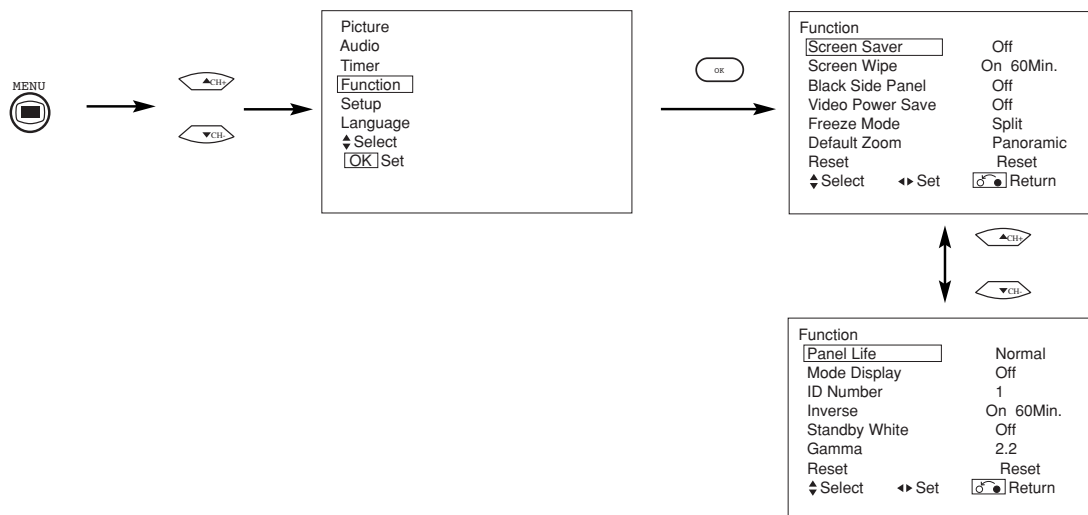 MENU
▲CH+
▼CH-
Picture
Audio
Timer
Function
Setup
Language
Select
OK Set
OK
Function
Screen Saver Off
Screen Wipe On 60Min.
Black Side Panel Off
Video Power Save Off
Freeze Mode Split
Default Zoom Panoramic
Reset Reset
Select Set Return
▲CH+
▼CH-
Function
Panel Life Normal
Mode Display Off
ID Number 1
Inverse On 60Min.
Standby White Off
Gamma 2.2
Reset Reset
Select Set Return